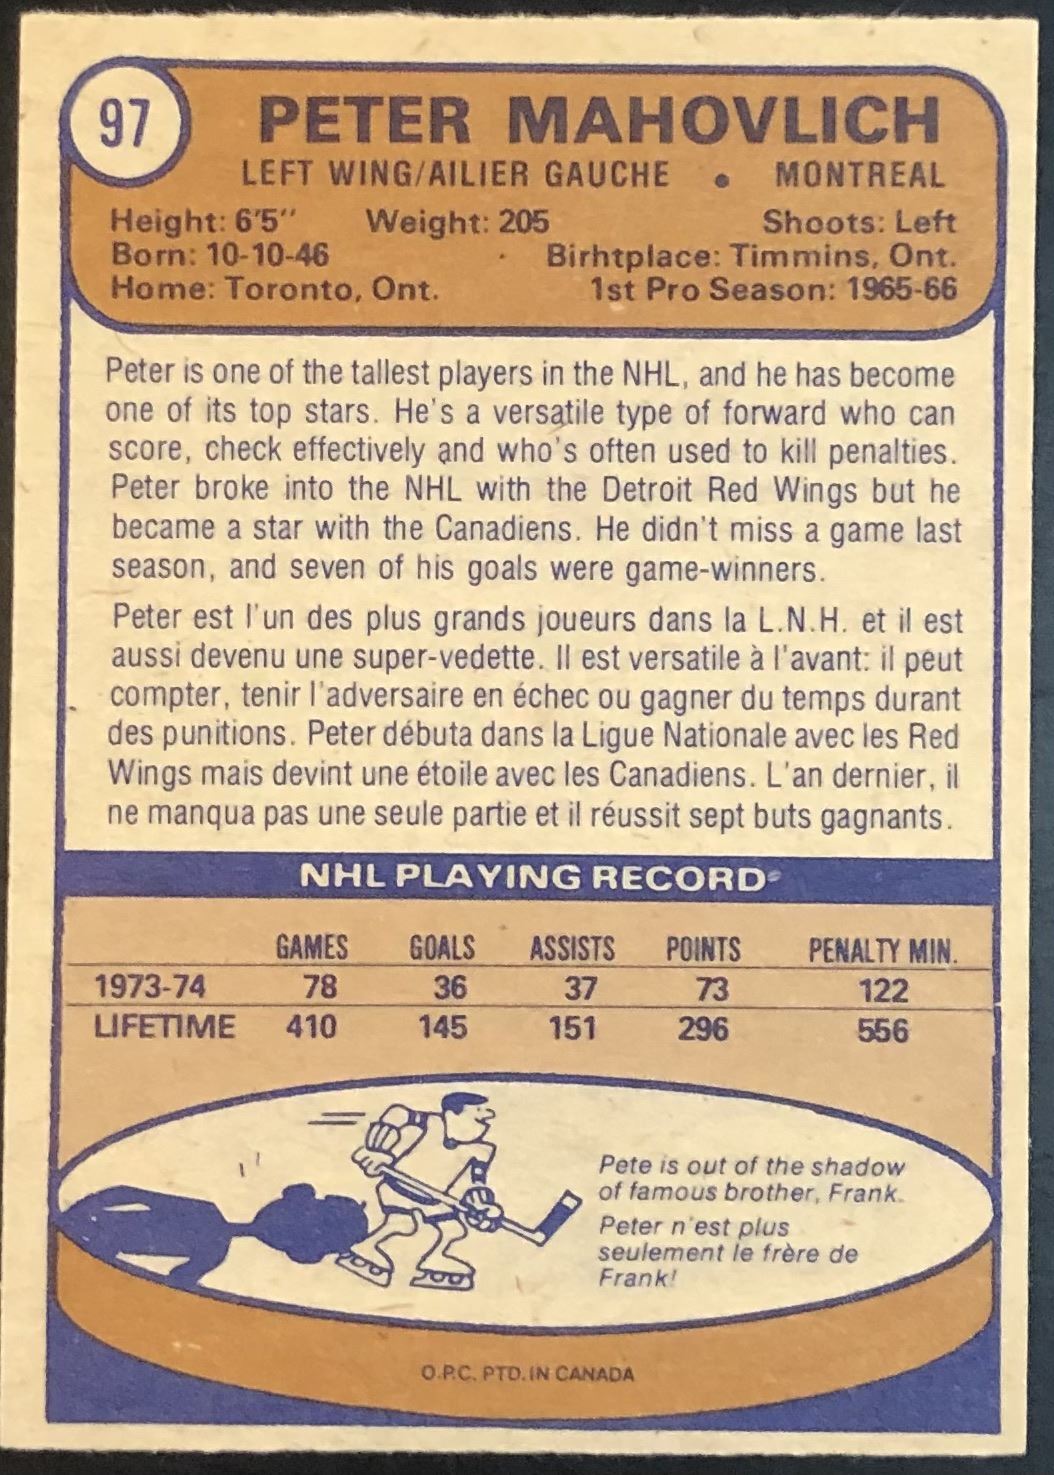 97
PETER MAHOVLICH
LEFT WING/AILIER GAUCHE • MONTREAL
Height: 6'5" Weight: 205 Shoots: Left
Born: 10-10-46 Birhtplace: Timmins, Ont.
Home: Toronto, Ont. 1st Pro Season: 1965-66
Peter is one of the tallest players in the NHL, and he has become
one of its top stars. He's a versatile type of forward who can
score, check effectively and who's often used to kill penalties.
Peter broke into the NHL with the Detroit Red Wings but he
became a star with the Canadiens. He didn't miss a game last
season, and seven of his goals were game-winners.
Peter est l'un des plus grands joueurs dans la L.N.H. et il est
aussi devenu une super-vedette. Il est versatile à l'avant: il peut
compter, tenir l'adversaire en échec ou gagner du temps durant
des punitions. Peter débuta dans la Ligue Nationale avec les Red
Wings mais devint une étoile avec les Canadiens. L'an dernier, il
ne manqua pas une seule partie et il réussit sept buts gagnants.
NHL PLAYING RECORD
GAMES GOALS ASSISTS POINTS PENALTY MIN.
1973-74 78 36 37 73 122
LIFETIME 410 145 151 296 556
Pete is out of the shadow
of famous brother, Frank.
Peter n'est plus
seulement le frère de
Frank!
O.P.C. PTD. IN CANADA